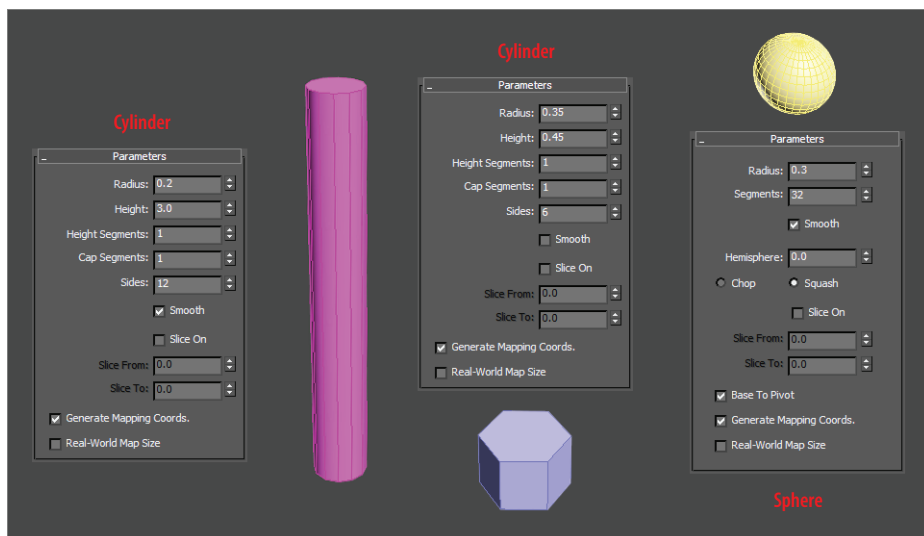 Cylinder
Parameters
Radius: 0.2
Height: 3.0
Height Segments: 1
Cap Segments: 1
Sides: 12
Smooth
Slice On
Slice From: 0.0
Slice To: 0.0
Generate Mapping Coords.
Real-World Map Size
Cylinder
Parameters
Radius: 0.35
Height: 0.45
Height Segments: 1
Cap Segments: 1
Sides: 6
Smooth
Slice On
Slice From: 0.0
Slice To: 0.0
Generate Mapping Coords.
Real-World Map Size
Parameters
Radius: 0.3
Segments: 32
Smooth
Hemisphere: 0.0
Chop Squash
Slice On
Slice From: 0.0
Slice To: 0.0
Base To Pivot
Generate Mapping Coords.
Real-World Map Size
Sphere